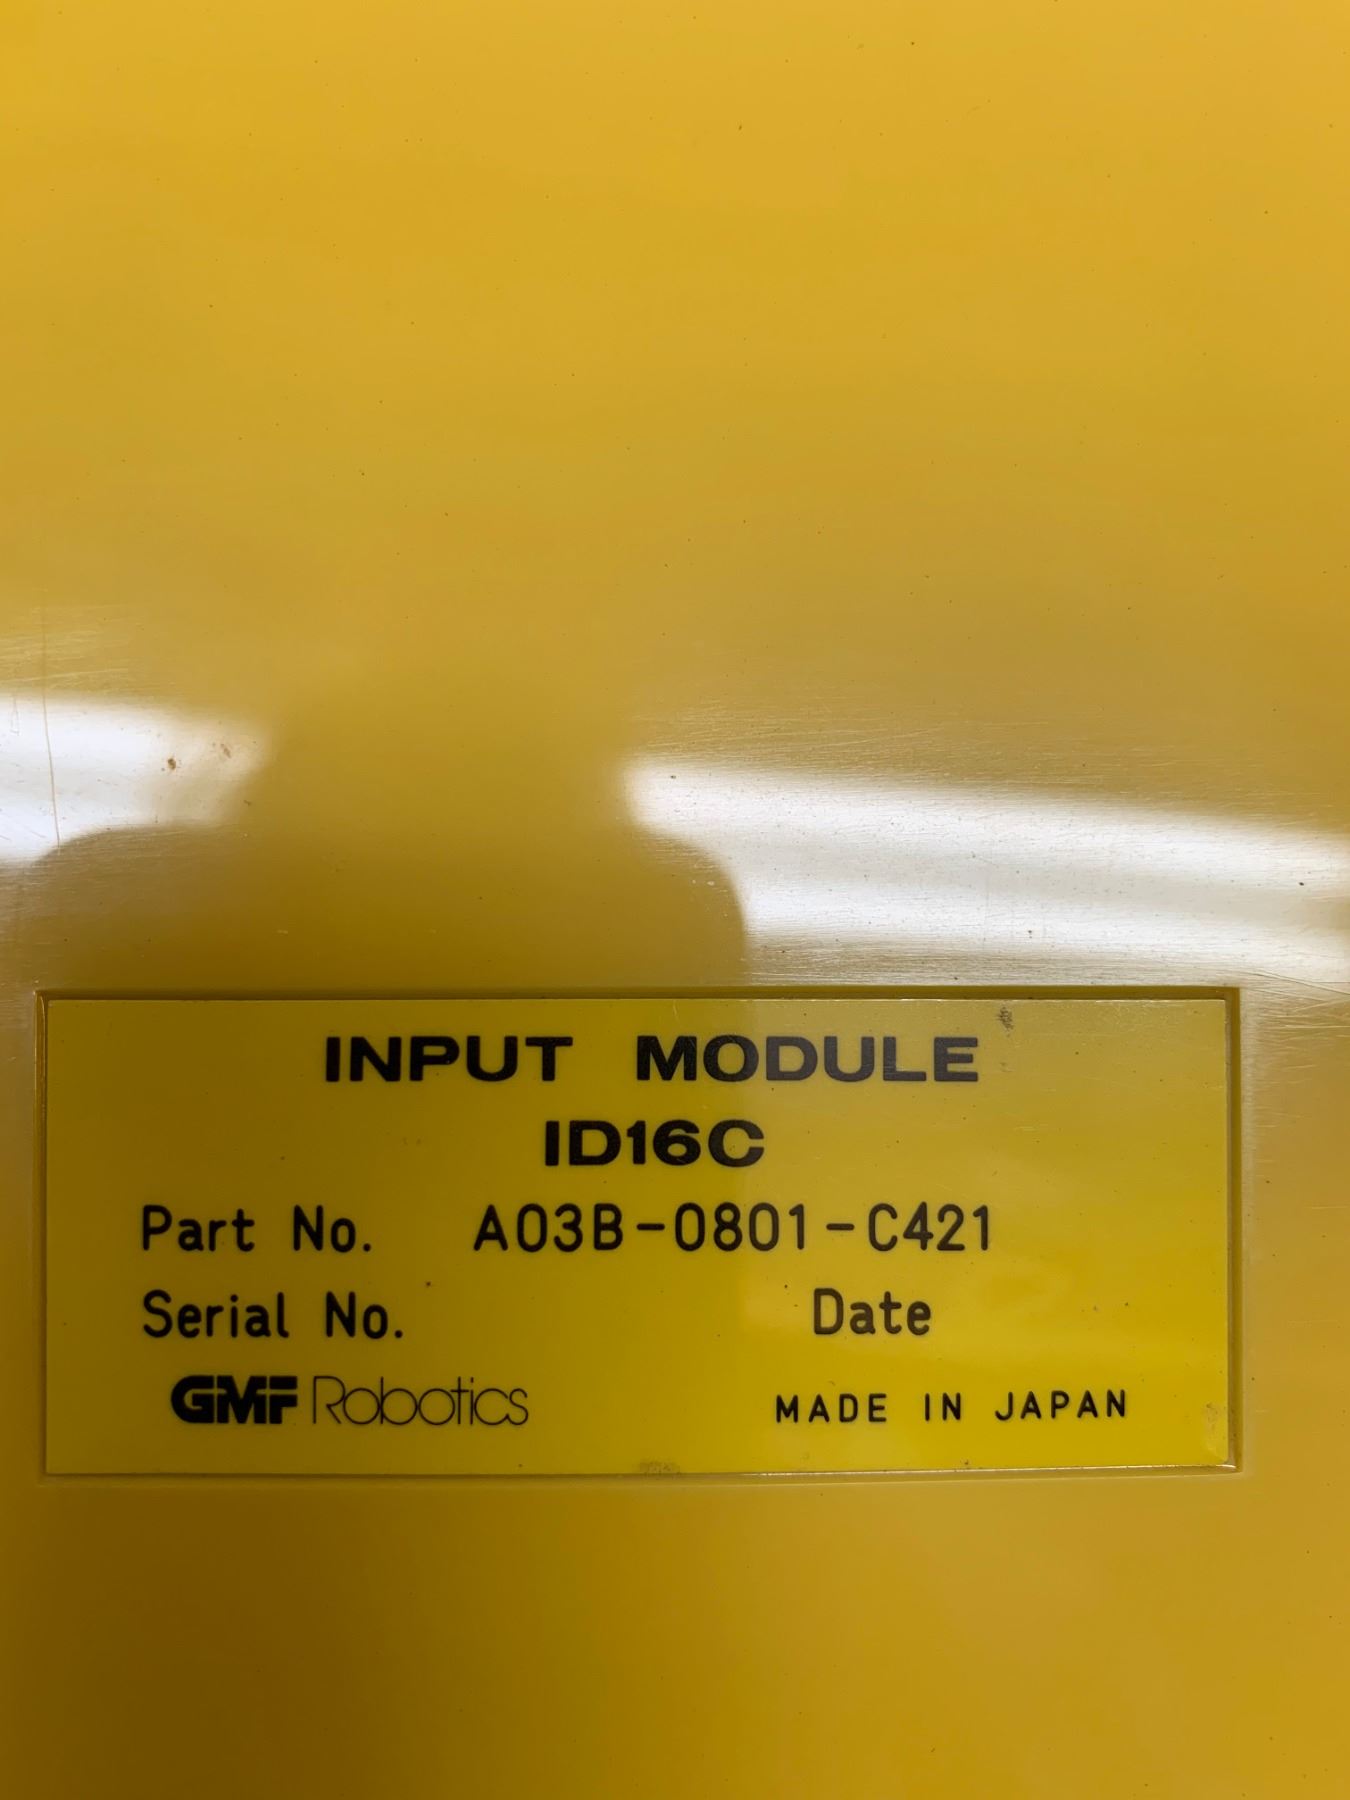 INPUT MODULE
ID16C
Part No. A03B-0801-C421
Serial No. Date
GMF Robotics MADE IN JAPAN